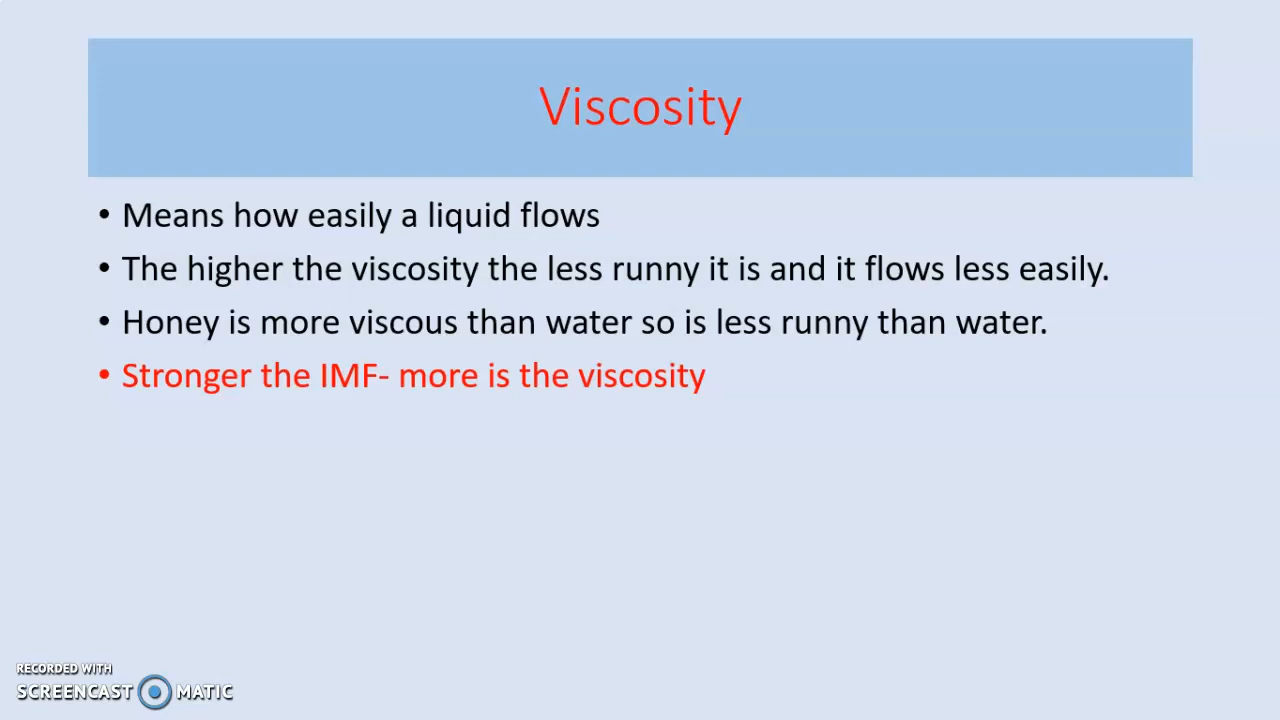 Viscosity
• Means how easily a liquid flows
• The higher the viscosity the less runny it is and it flows less easily.
• Honey is more viscous than water so is less runny than water.
• Stronger the IMF- more is the viscosity
RECORDED WITH
SCREENCAST MATIC